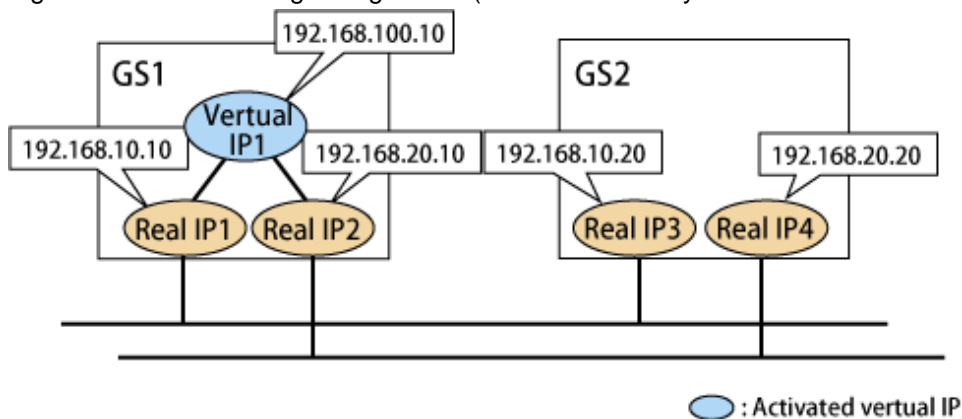 192.168.100.10
GS1
GS2
Vertual
IP1
192.168.10.10
192.168.20.10
192.168.10.20
192.168.20.20
Real IP1
Real IP2
Real IP3
Real IP4
: Activated vertual IP